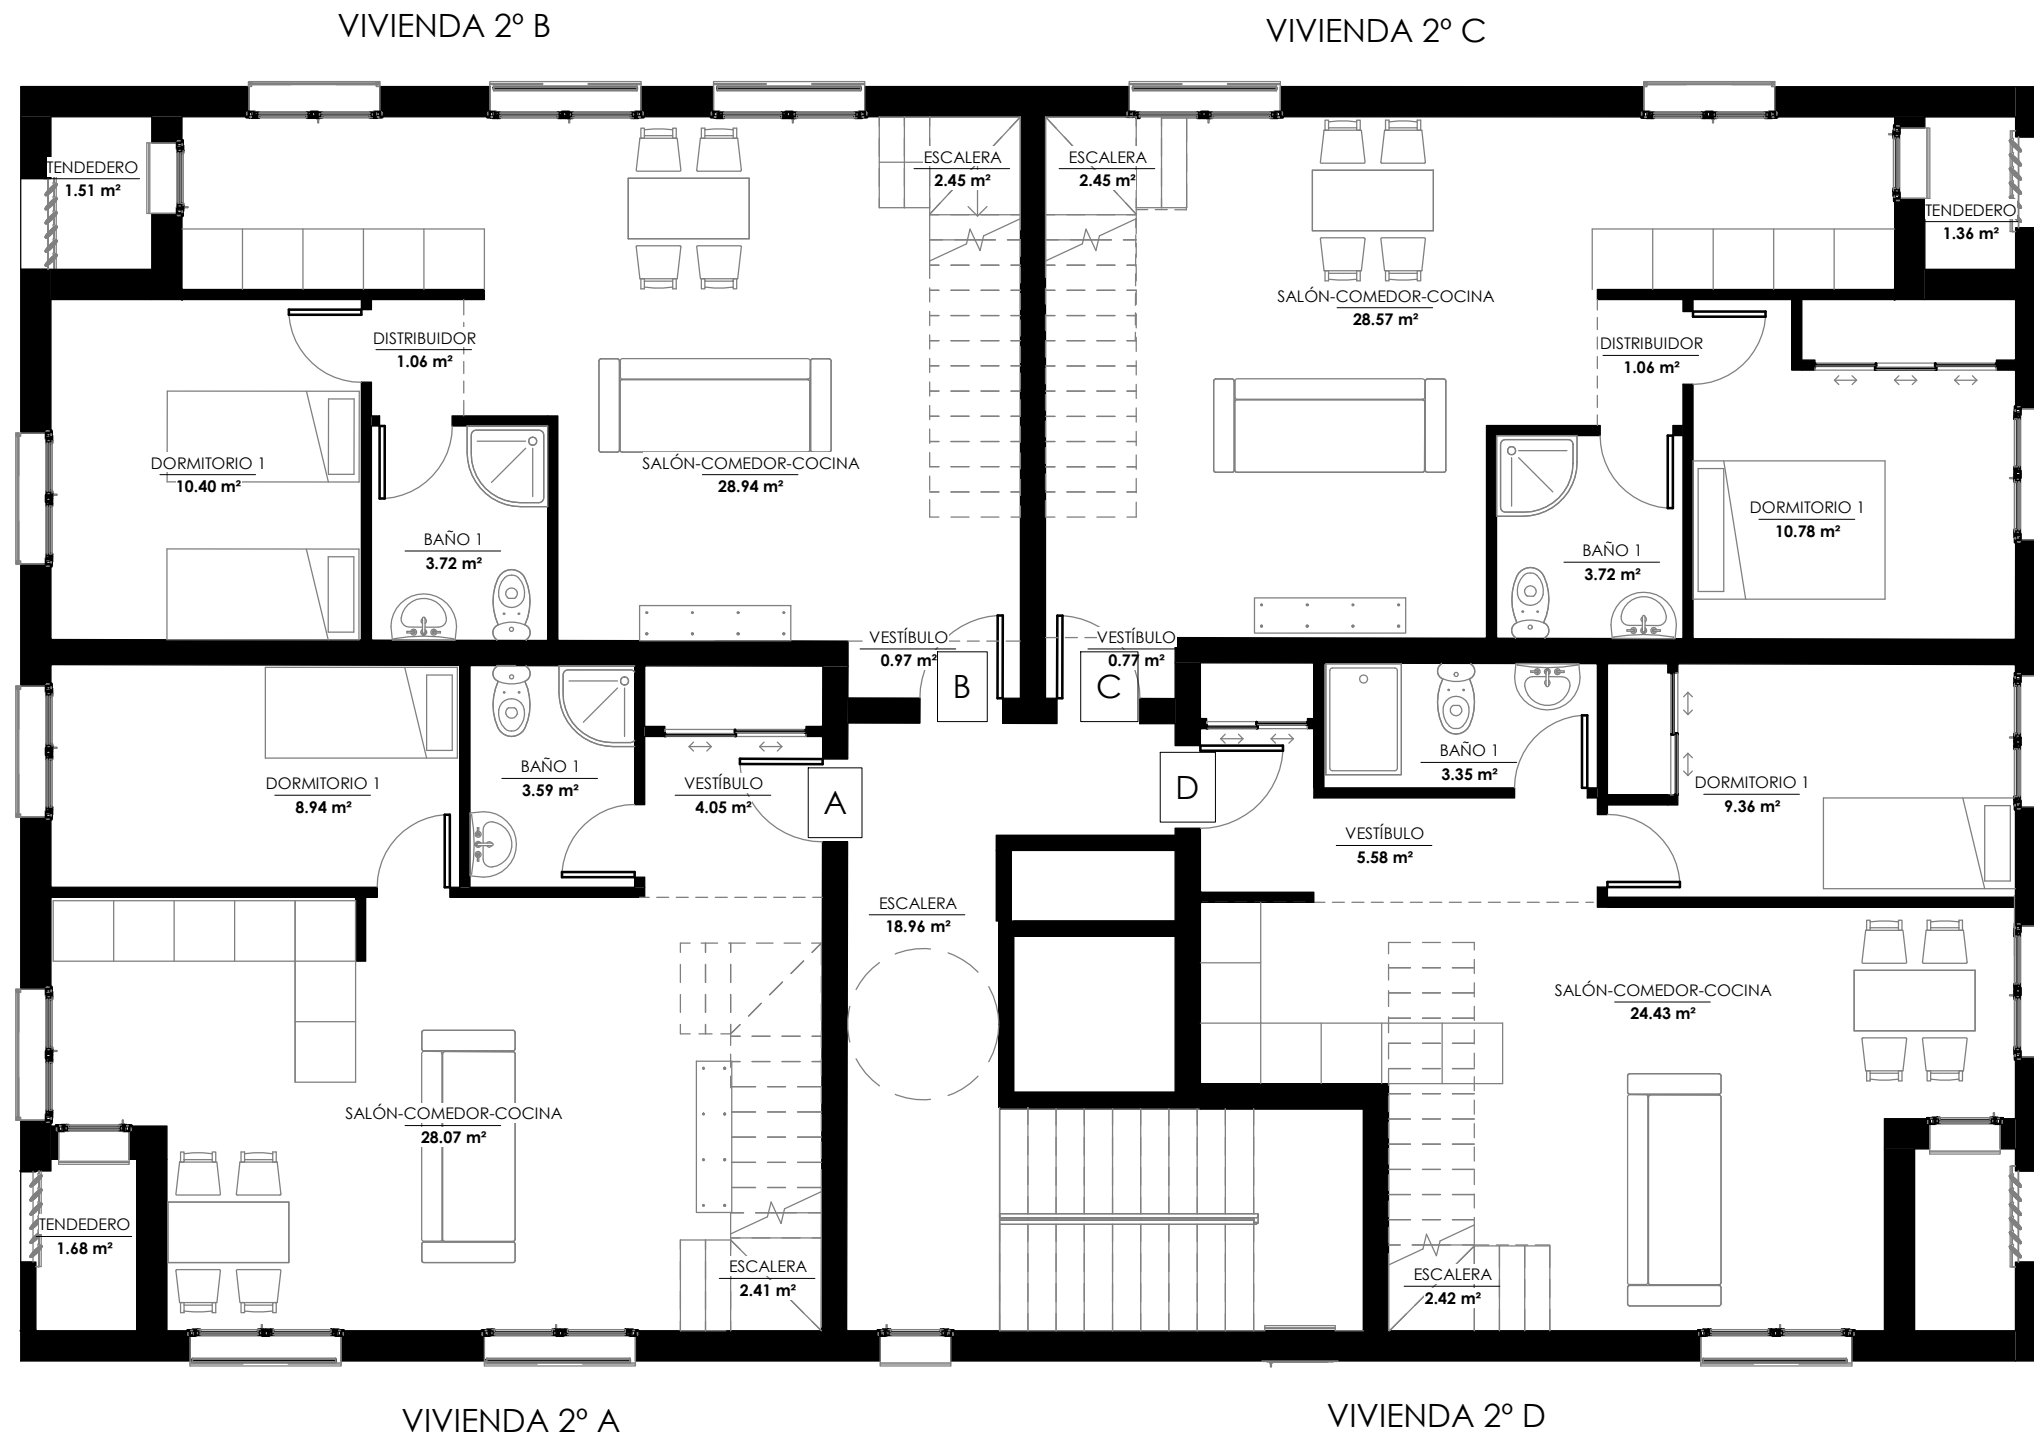 VIVIENDA 2º B
VIVIENDA 2º C
TENDEDERO
1.51 m²
ESCALERA
2.45 m²
ESCALERA
2.45 m²
TENDEDERO
1.36 m²
SALÓN-COMEDOR-COCINA
28.57 m²
DISTRIBUIDOR
1.06 m²
DISTRIBUIDOR
1.06 m²
DORMITORIO 1
10.40 m²
SALÓN-COMEDOR-COCINA
28.94 m²
DORMITORIO 1
10.78 m²
BAÑO 1
3.72 m²
BAÑO 1
3.72 m²
VESTÍBULO
0.97 m²
VESTÍBULO
0.77 m²
B
C
DORMITORIO 1
8.94 m²
BAÑO 1
3.59 m²
VESTÍBULO
4.05 m²
A
D
BAÑO 1
3.35 m²
DORMITORIO 1
9.36 m²
VESTÍBULO
5.58 m²
ESCALERA
18.96 m²
SALÓN-COMEDOR-COCINA
24.43 m²
SALÓN-COMEDOR-COCINA
28.07 m²
TENDEDERO
1.68 m²
ESCALERA
2.41 m²
ESCALERA
2.42 m²
VIVIENDA 2º A
VIVIENDA 2º D